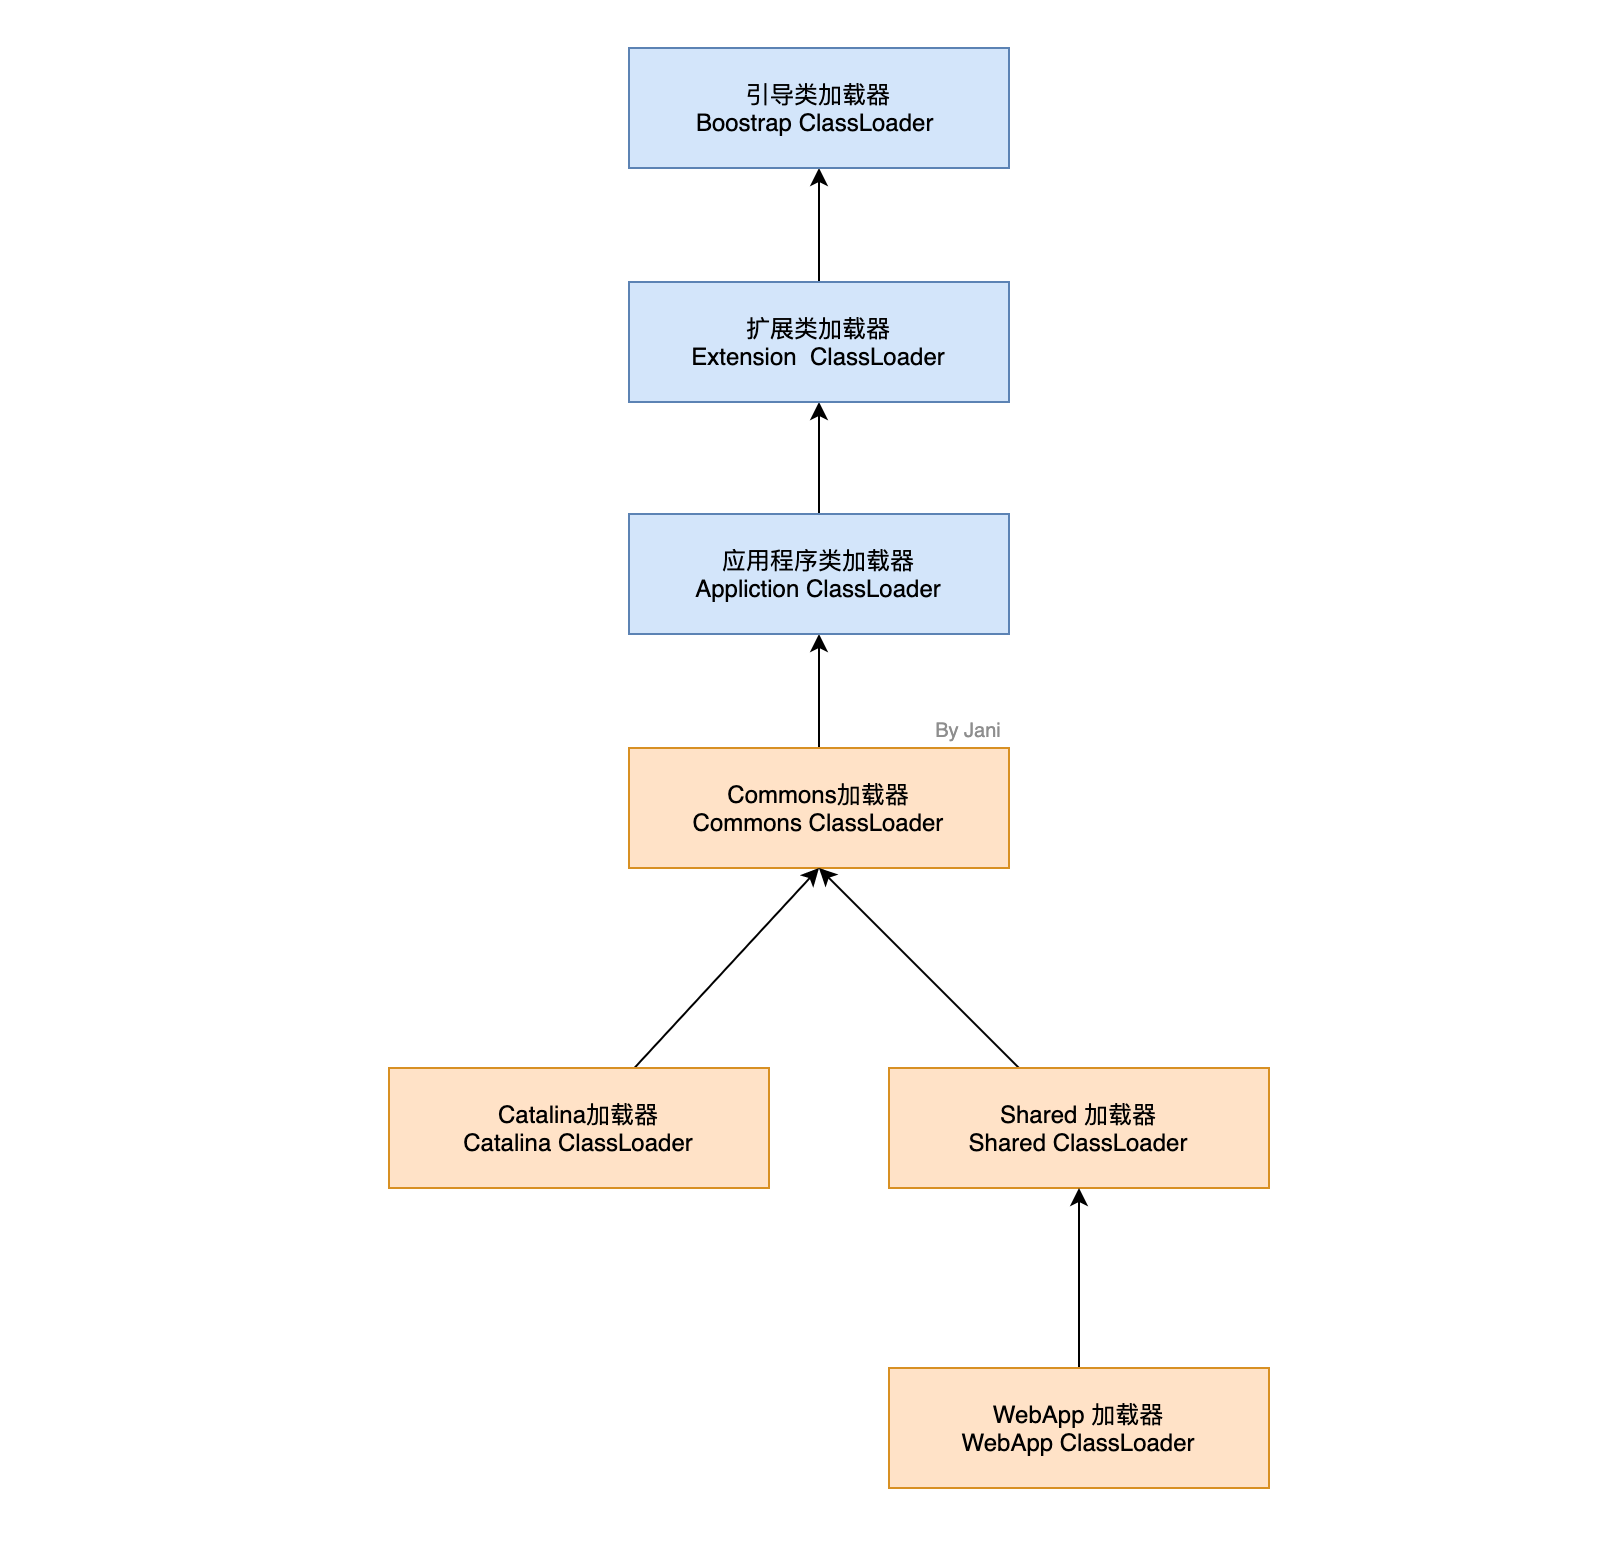 引导类加载器
Boostrap ClassLoader
扩展类加载器
Extension  ClassLoader
应用程序类加载器
Appliction ClassLoader
By Jani
Commons加载器
Commons ClassLoader
Catalina加载器
Catalina ClassLoader
Shared 加载器
Shared ClassLoader
WebApp 加载器
WebApp ClassLoader